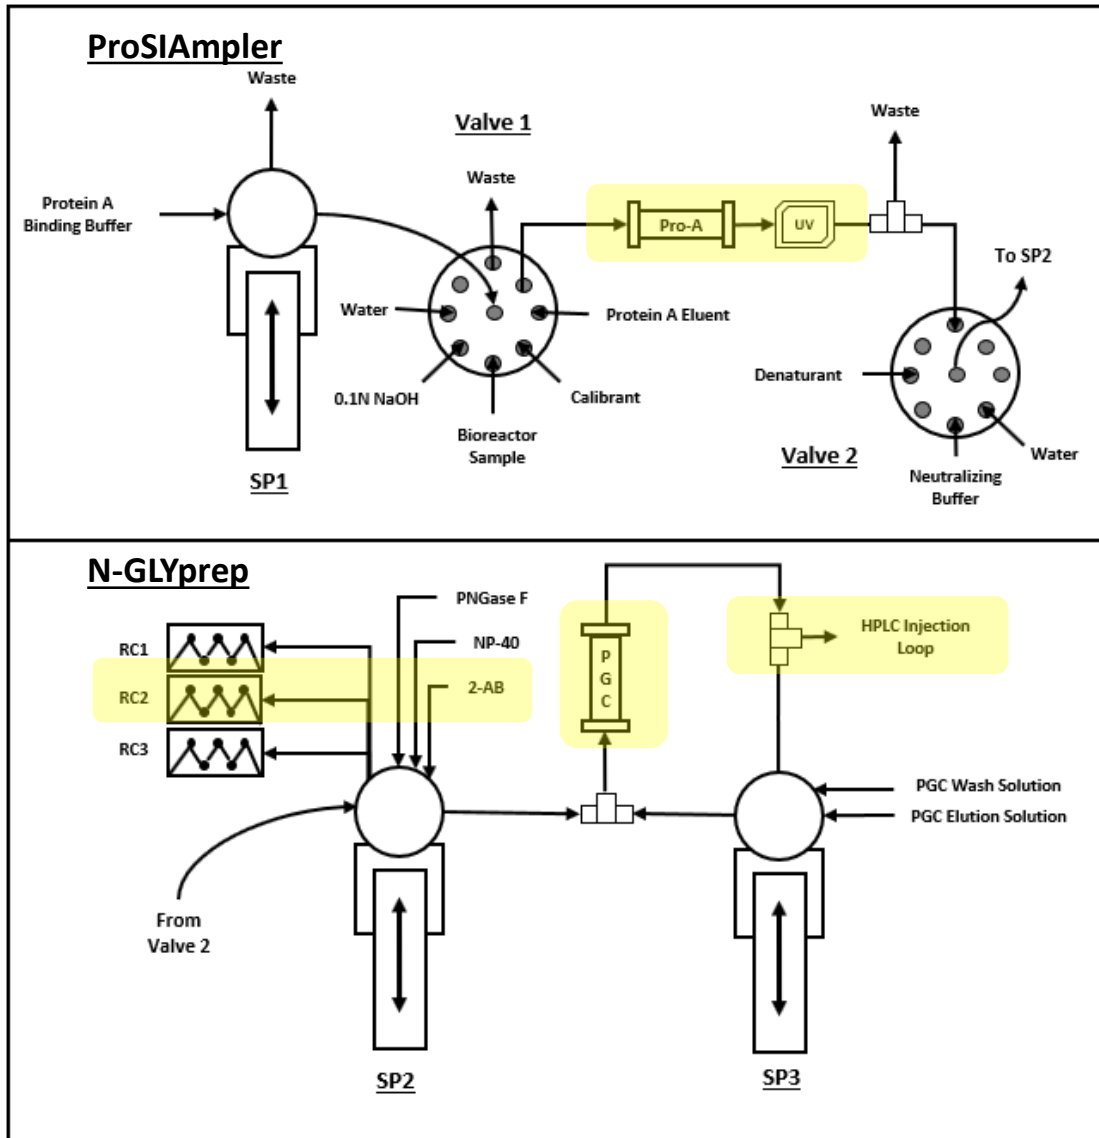 ProSIAmpler
Waste
Valve 1
Waste
Waste
Protein A
Binding Buffer
Pro-A
UV
To SP2
Water
Protein A Eluent
Denaturant
0.1N NaOH
Calibrant
Bioreactor
Sample
Valve 2
Water
Neutralizing
Buffer
SP1
N-GLYprep
PNGase F
NP-40
2-AB
RC1
RC2
RC3
P
G
C
HPLC Injection
Loop
PGC Wash Solution
PGC Elution Solution
From
Valve 2
SP2
SP3